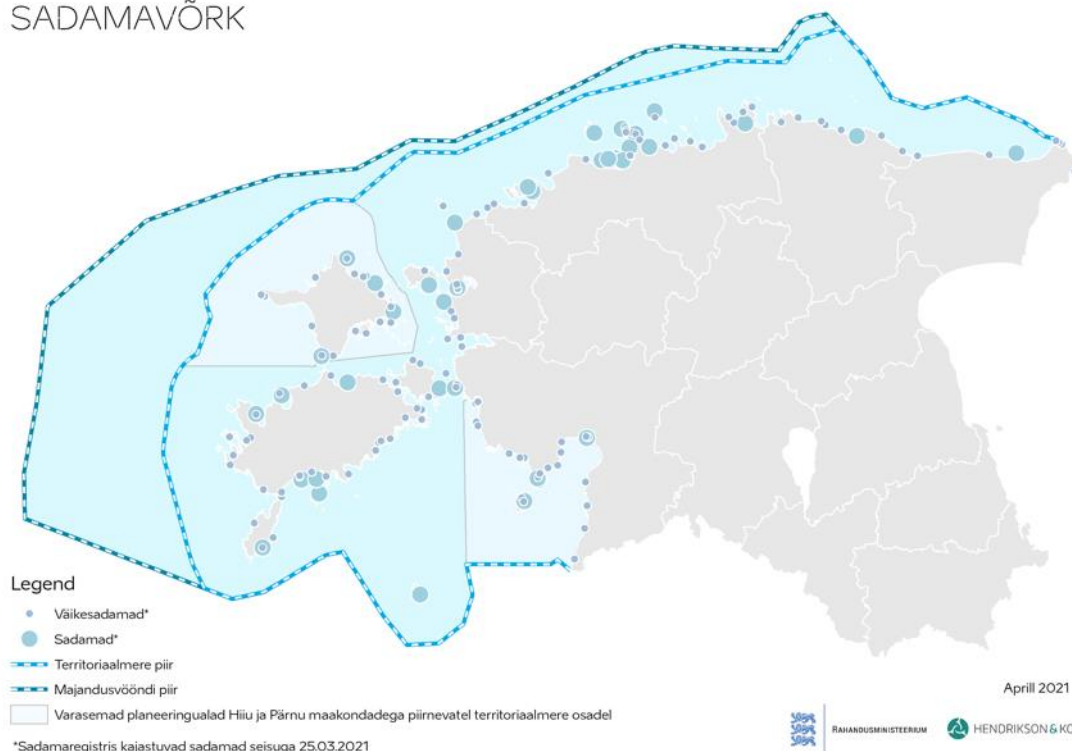 SADAMAVÕRK
Legend
Väikesadamad*
Sadamad*
Territoriaalmere piir
Majandusvööndi piir
Varasemad planeeringualad Hiiu ja Pärnu maakondadega piirnevatel territoriaalmere osadel
*Sadamaregistris kajastuvad sadamad seisuga 25.03.2021
Aprill 2021
RAHANDUSMINISTEERIUM
HENDRIKSON & KO